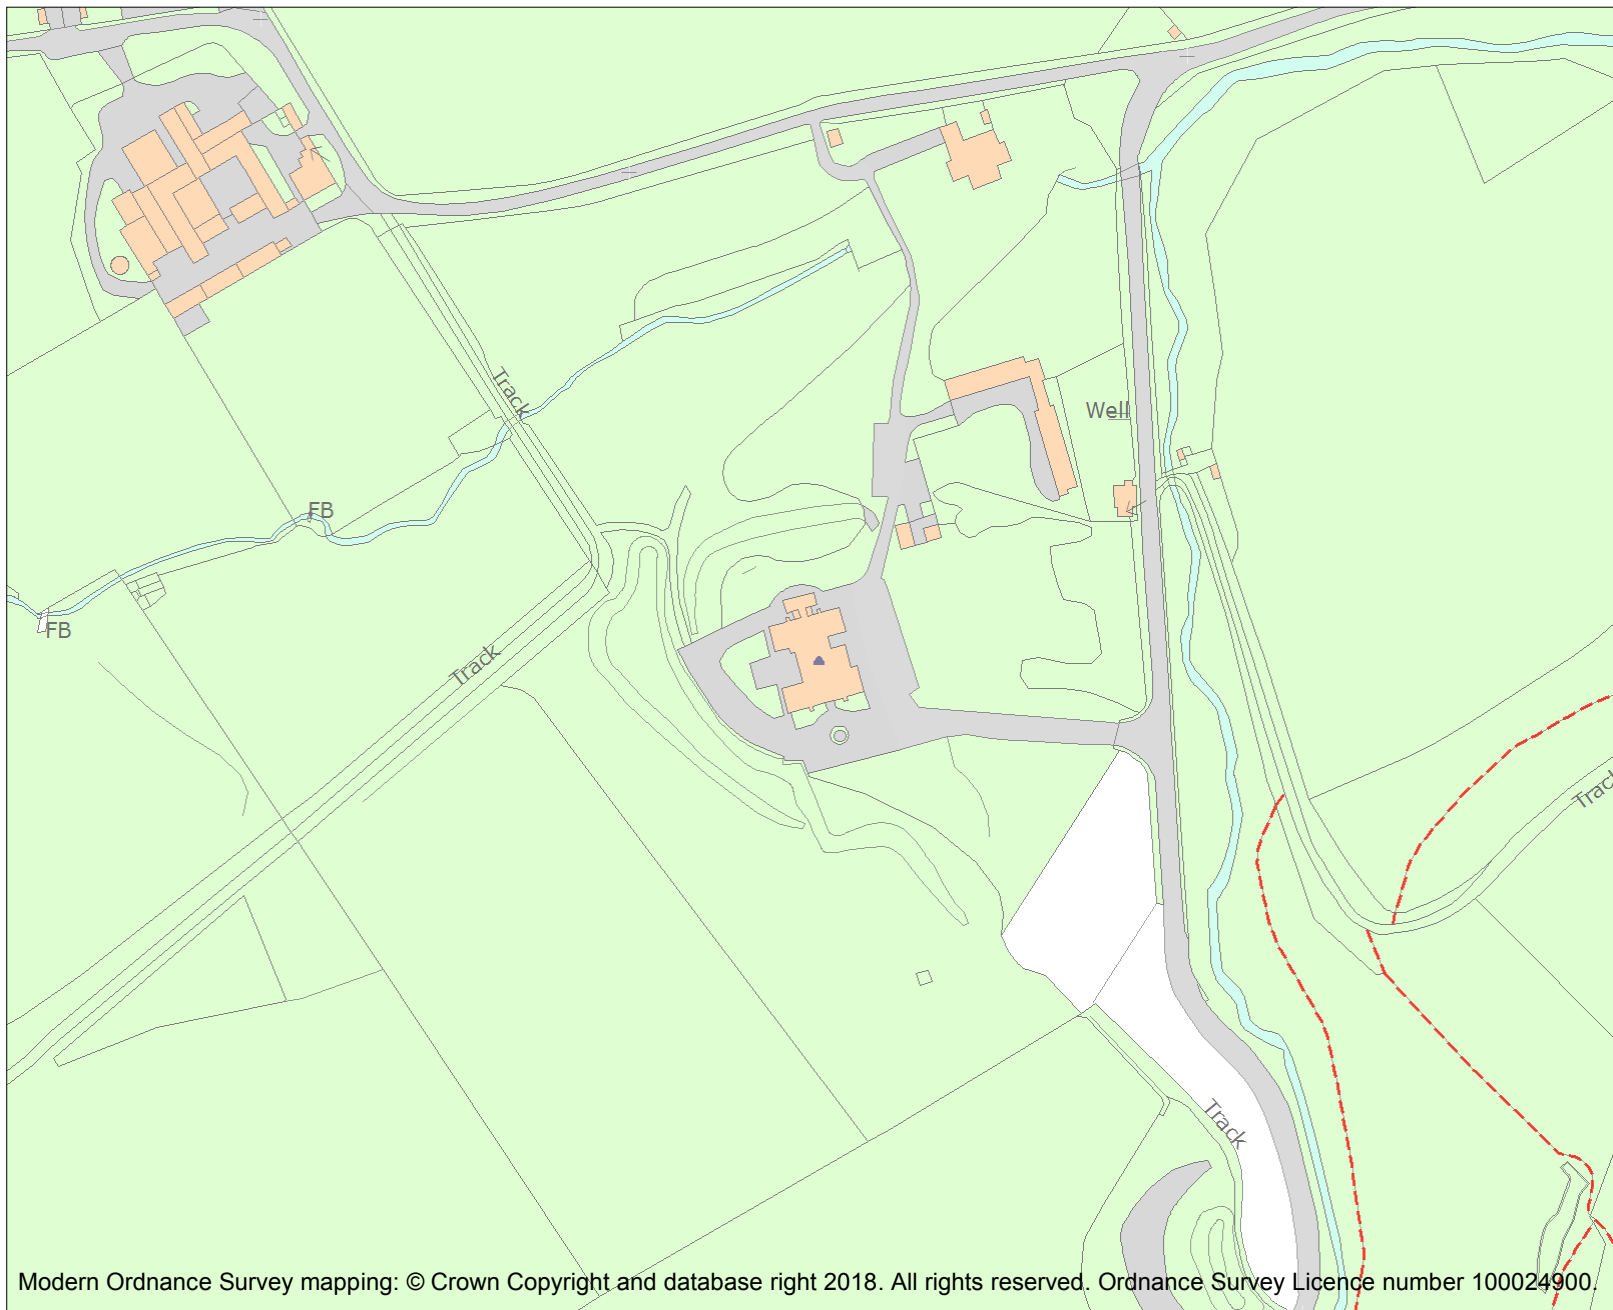 Track
Well
FB
FB
Track
Track
Track
Modern Ordnance Survey mapping: © Crown Copyright and database right 2018. All rights reserved. Ordnance Survey Licence number 100024900.